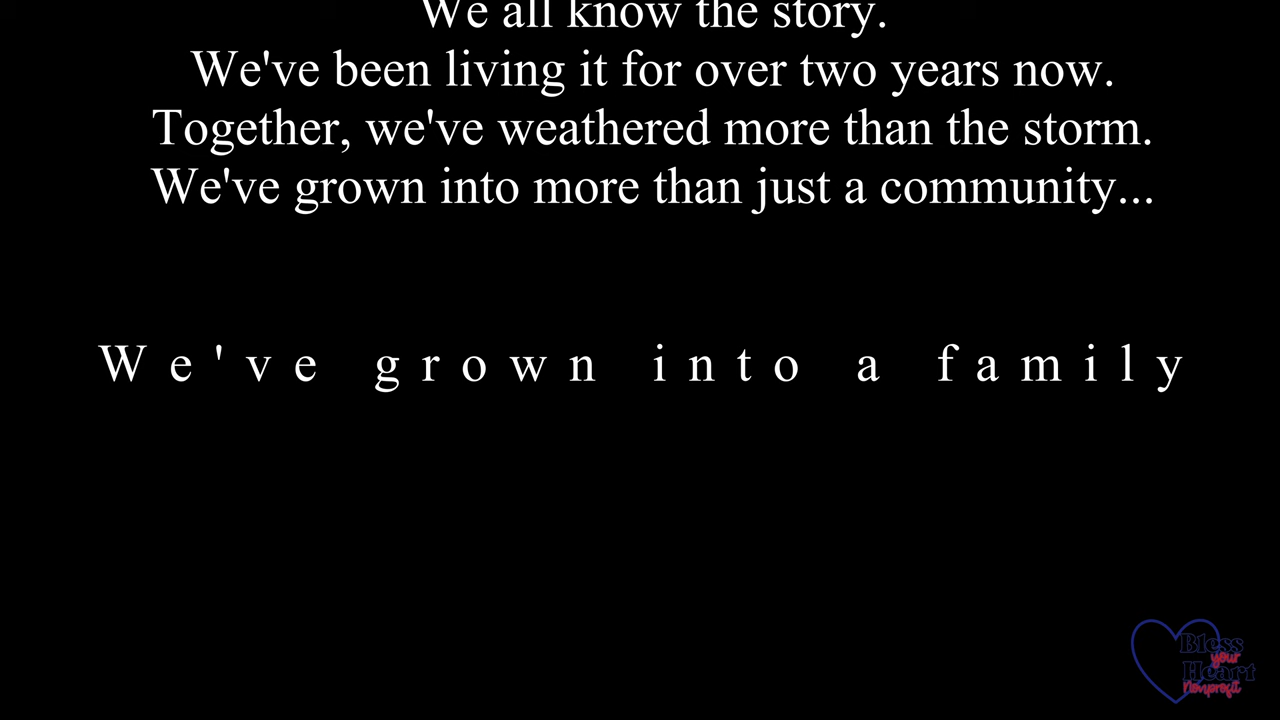 We all know the story.
We've been living it for over two years now.
Together, we've weathered more than the storm.
We've grown into more than just a community...
We've grown into a family
Bless
your
Heart
Nonprofit